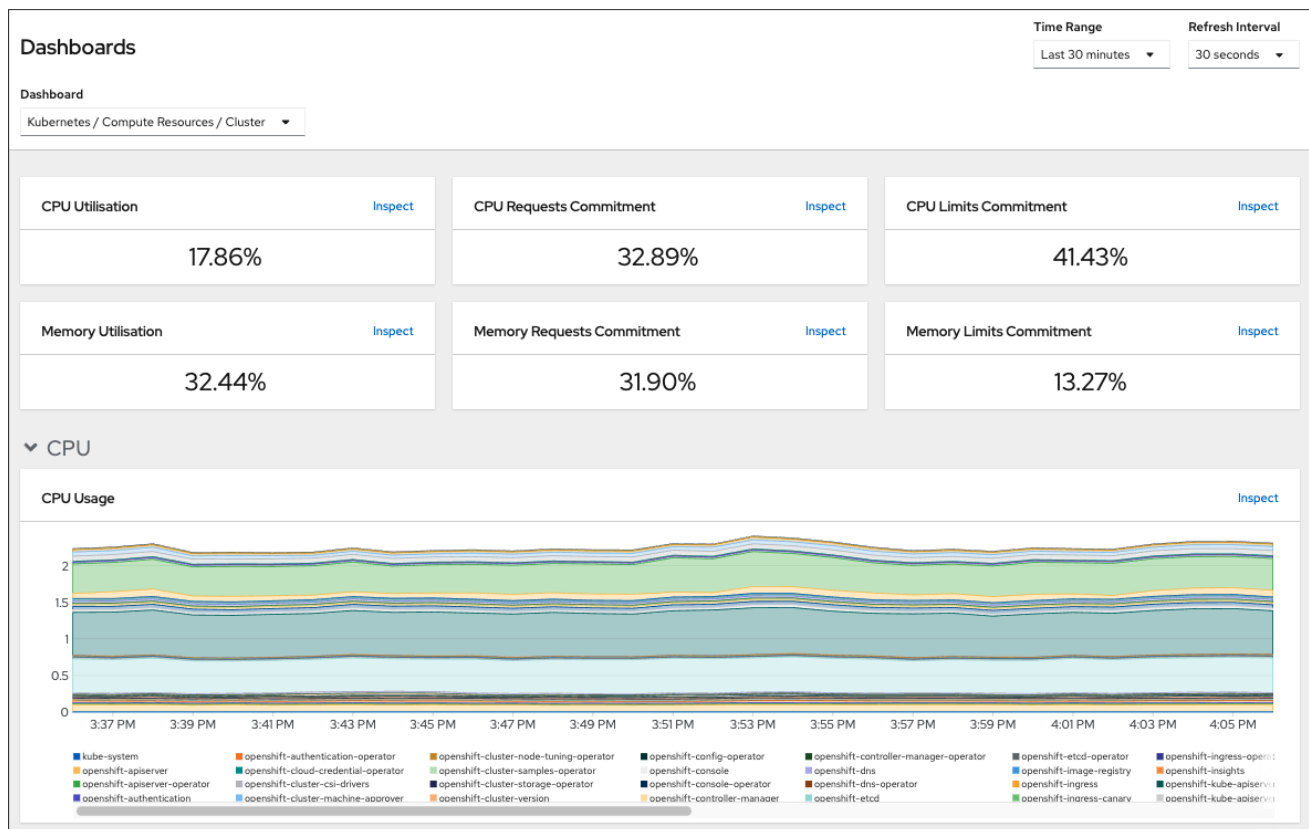 Dashboards
Time Range
Refresh Interval
Last 30 minutes
30 seconds
Dashboard
Kubernetes / Compute Resources / Cluster
CPU Utilisation Inspect
CPU Requests Commitment Inspect
CPU Limits Commitment Inspect
17.86%
32.89%
41.43%
Memory Utilisation Inspect
Memory Requests Commitment Inspect
Memory Limits Commitment Inspect
32.44%
31.90%
13.27%
CPU
CPU Usage Inspect
2
1.5
1
0.5
0
3:37 PM 3:39 PM 3:41 PM 3:43 PM 3:45 PM 3:47 PM 3:49 PM 3:51 PM 3:53 PM 3:55 PM 3:57 PM 3:59 PM 4:01 PM 4:03 PM 4:05 PM
kube-system openshift-authentication-operator openshift-cluster-node-tuning-operator openshift-config-operator openshift-controller-manager-operator openshift-etcd-operator
openshift-apiserver openshift-cloud-credential-operator openshift-cluster-samples-operator openshift-console openshift-dns openshift-image-registry openshift-insights
openshift-apiserver-operator openshift-cluster-csi-drivers openshift-cluster-storage-operator openshift-console-operator openshift-dns-operator openshift-ingress
openshift-authentication openshift-cluster-machine-approver openshift-cluster-version openshift-controller-manager openshift-etcd openshift-ingress-canary